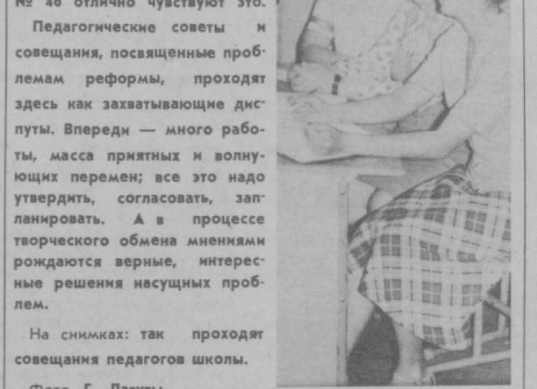 № 46 отлично чувствуют это.
Педагогические советы и
совещания, посвященные проб-
лемам реформы, проходят
здесь как захватывающие дис-
путы. Впереди — много рабо-
ты, масса приятных и волну-
ющих перемен; все это надо
утвердить, согласовать, зап-
ланировать. А в процессе
творческого обмена мнениями
рождаются верные, интерес-
ные решения насущных проб-
лем.
На снимках: так проходят
совещания педагогов школы.
Фото Г.